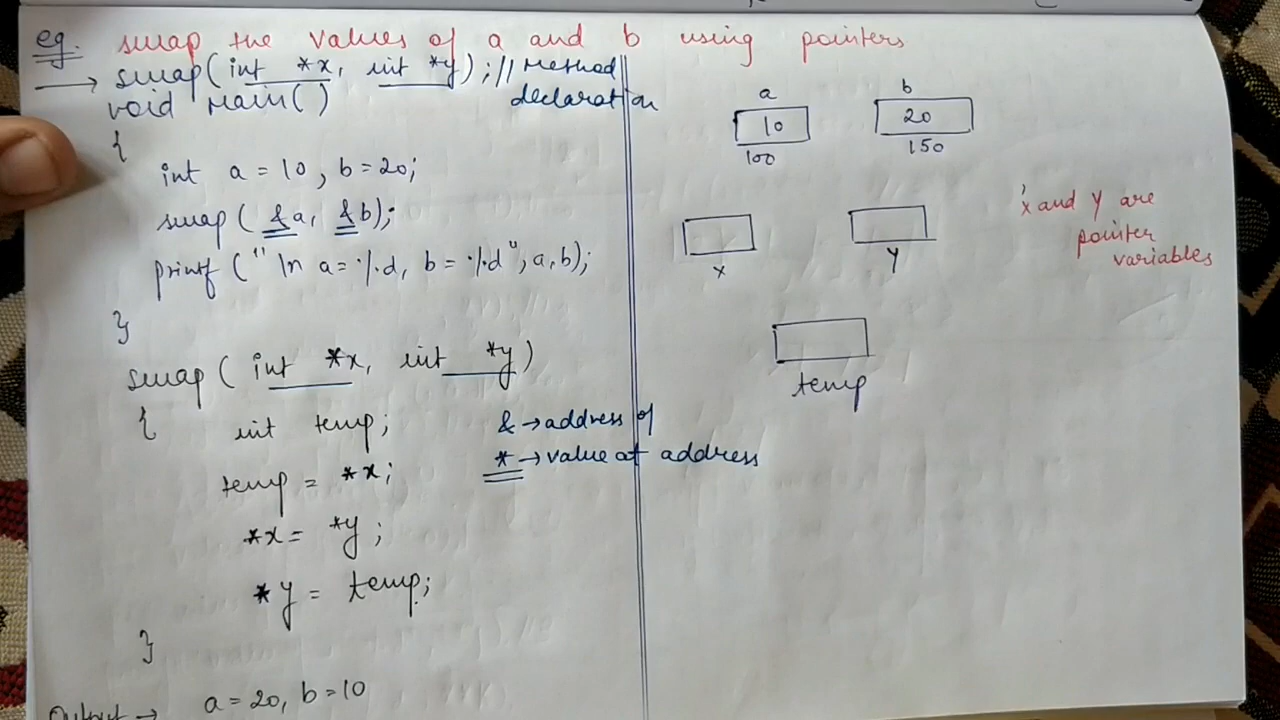 eg. swap the values of a and b using pointers
→ swap(int *x, int *y); // Method
declaration
void Main()
{
int a = 10, b = 20;
swap( &a, &b);
printf ("\n a=%d, b=%d", a, b);
}
swap( int *x, int *y)
{ int temp;
temp = *x;
*x = *y;
*y = temp;
}
Output → a = 20, b = 10
& → address of
* → value at address
a b
10 20
100 150
x y
temp
'x and y are
pointer
variables